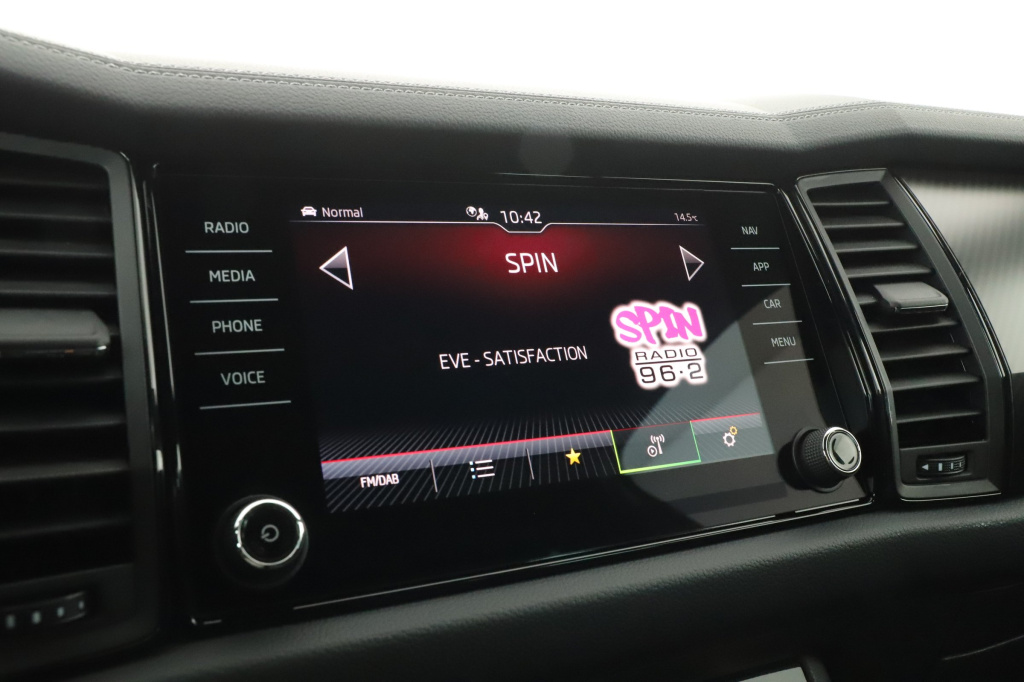 RADIO
MEDIA
PHONE
VOICE
Normal
10:42
14.5°C
SPIN
EVE - SATISFACTION
SPIN
RADIO
96·2
FM/DAB
NAV
APP
CAR
MENU